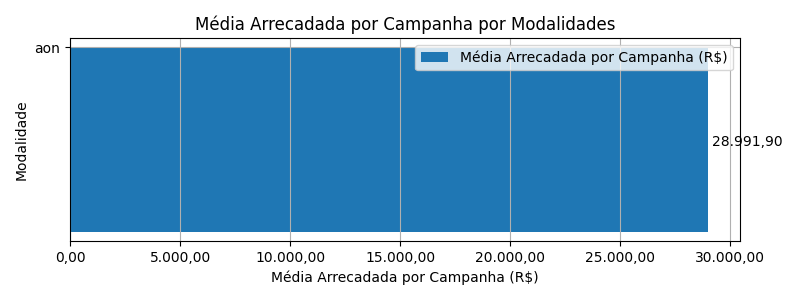 Média Arrecadada por Campanha por Modalidades
aon
Média Arrecadada por Campanha (R$)
Modalidade
28.991,90
0,00 5.000,00 10.000,00 15.000,00 20.000,00 25.000,00 30.000,00
Média Arrecadada por Campanha (R$)